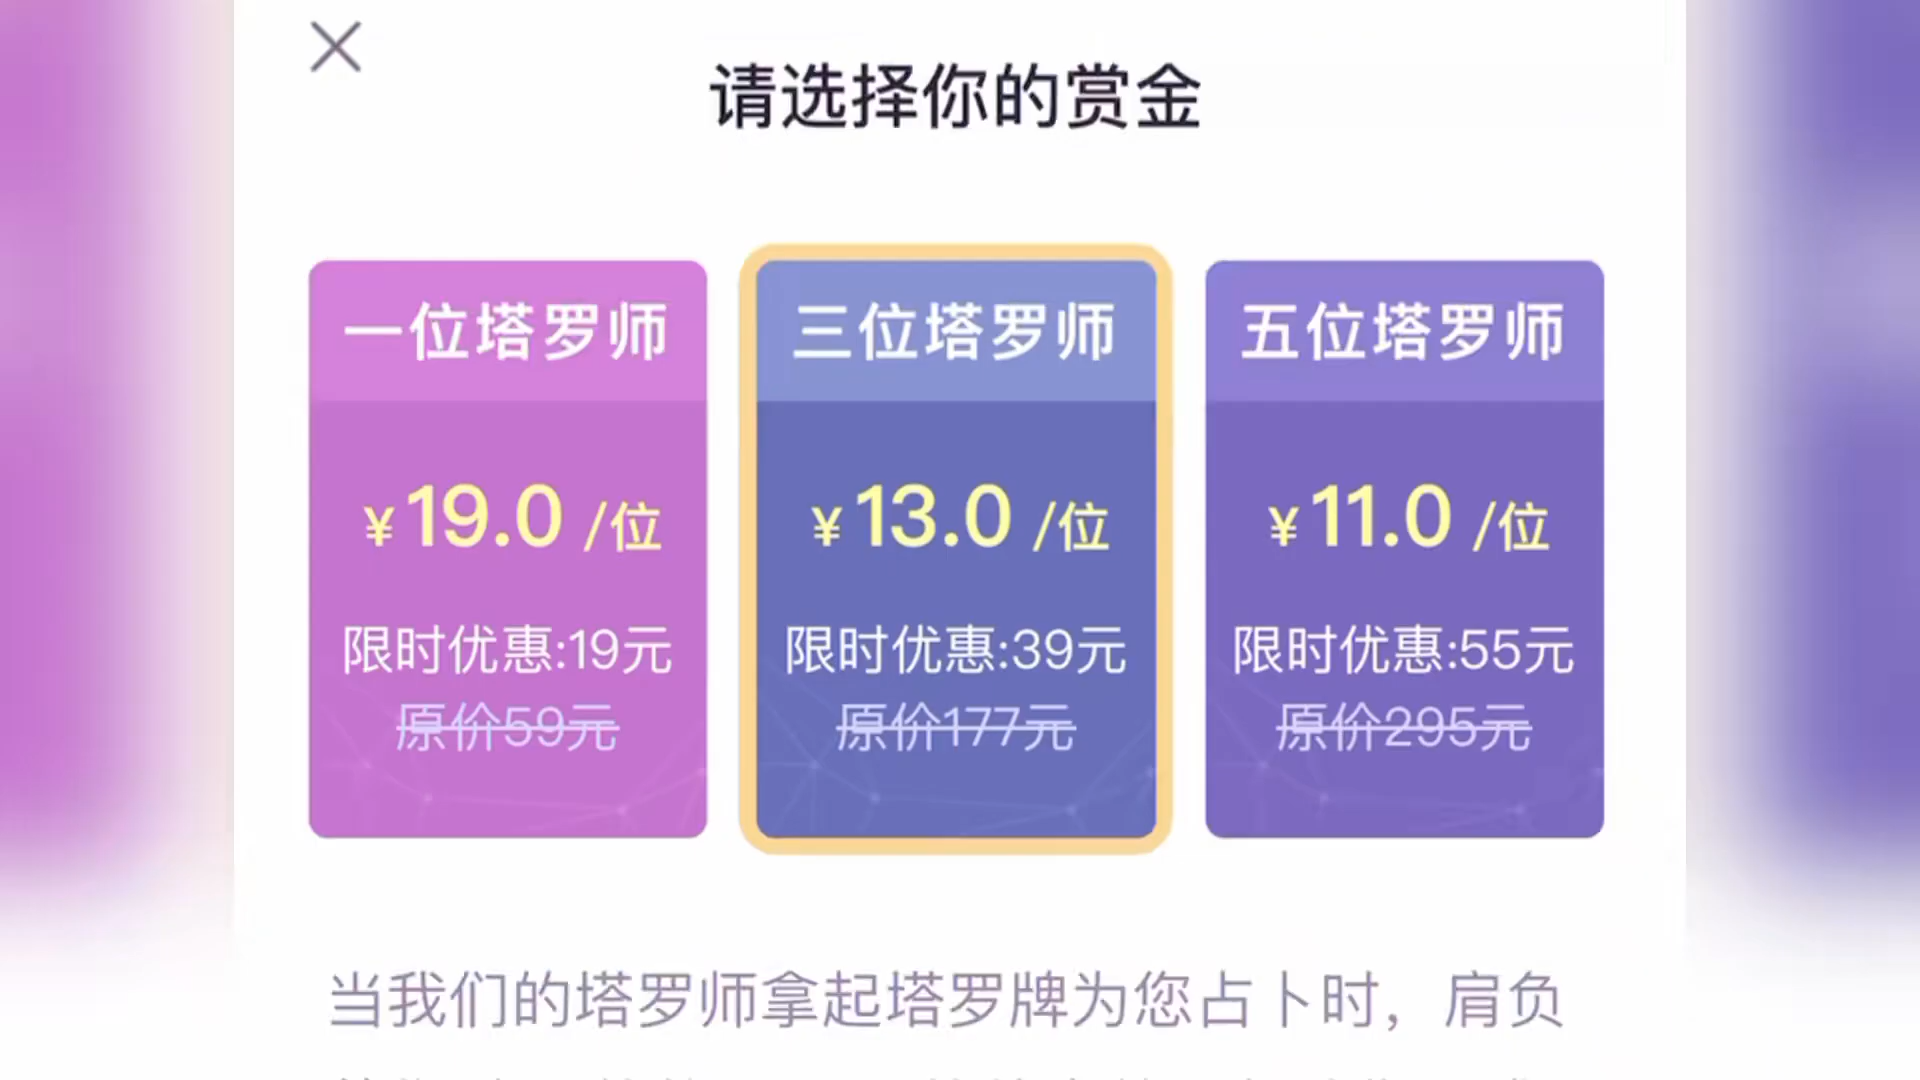 请选择你的赏金
一位塔罗师
¥19.0 /位
限时优惠:19元
原价59元
三位塔罗师
¥13.0 /位
限时优惠:39元
原价177元
五位塔罗师
¥11.0 /位
限时优惠:55元
原价295元
当我们的塔罗师拿起塔罗牌为您占卜时，肩负